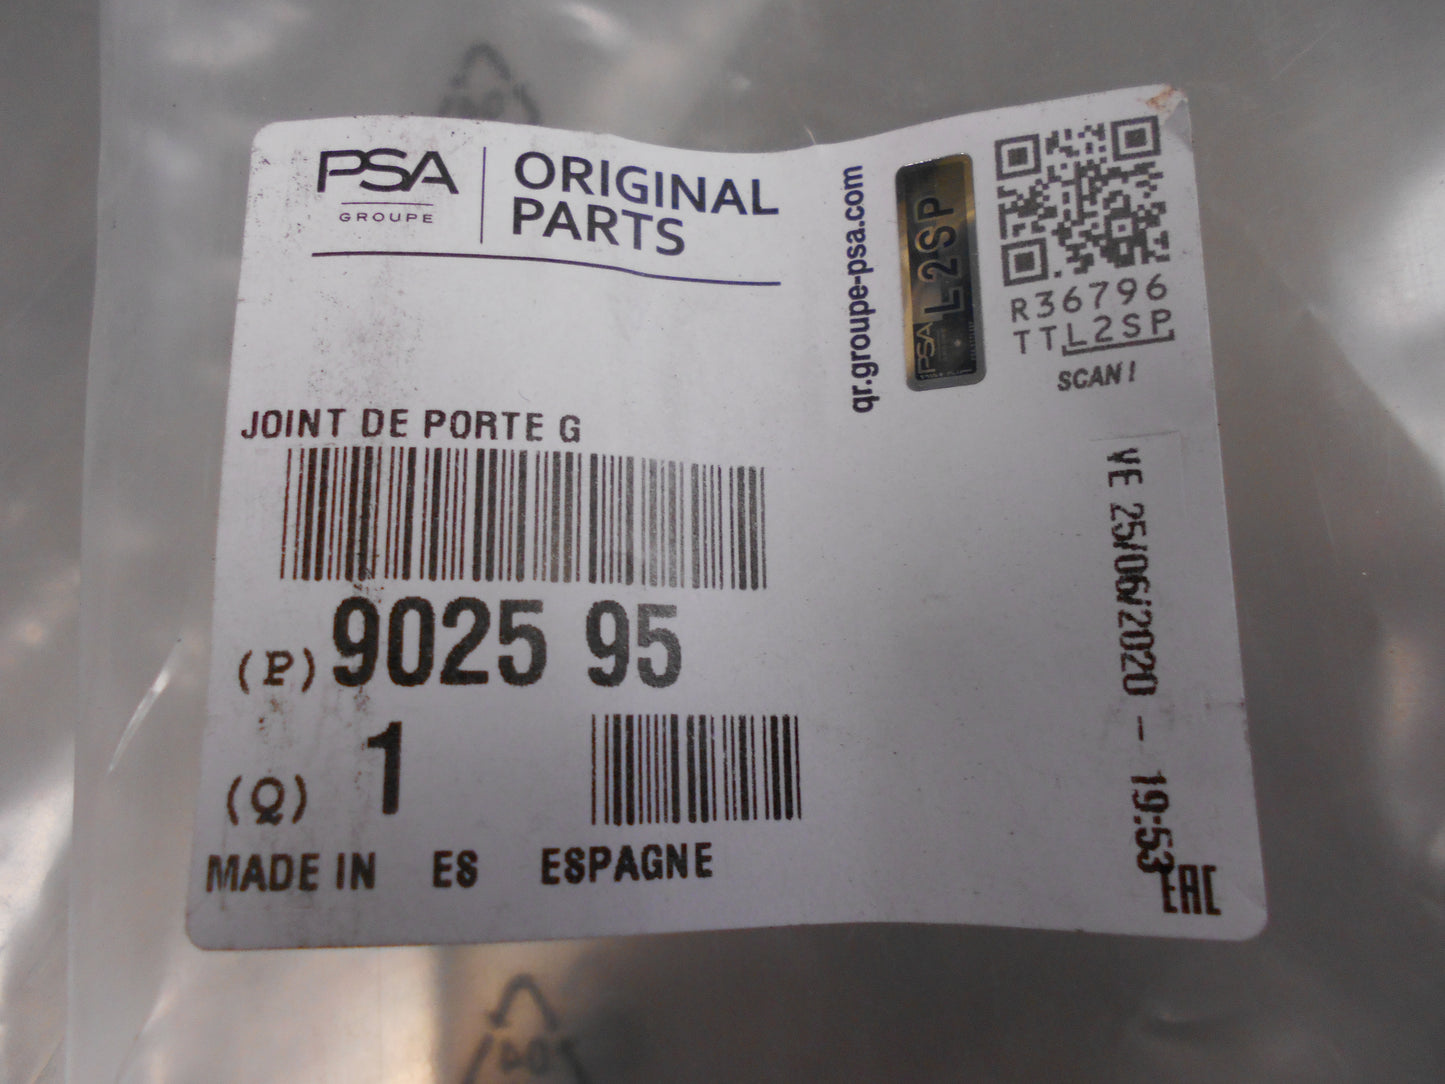 PSA
GROUPE
ORIGINAL
PARTS
qr.groupe-psa.com
L2SP
PSA
R36796
TTL2SP
SCAN!
JOINT DE PORTE G
(P) 9025 95
(Q) 1
MADE IN ES ESPAGNE
VE 25/06/2020 - 19:53
EAC